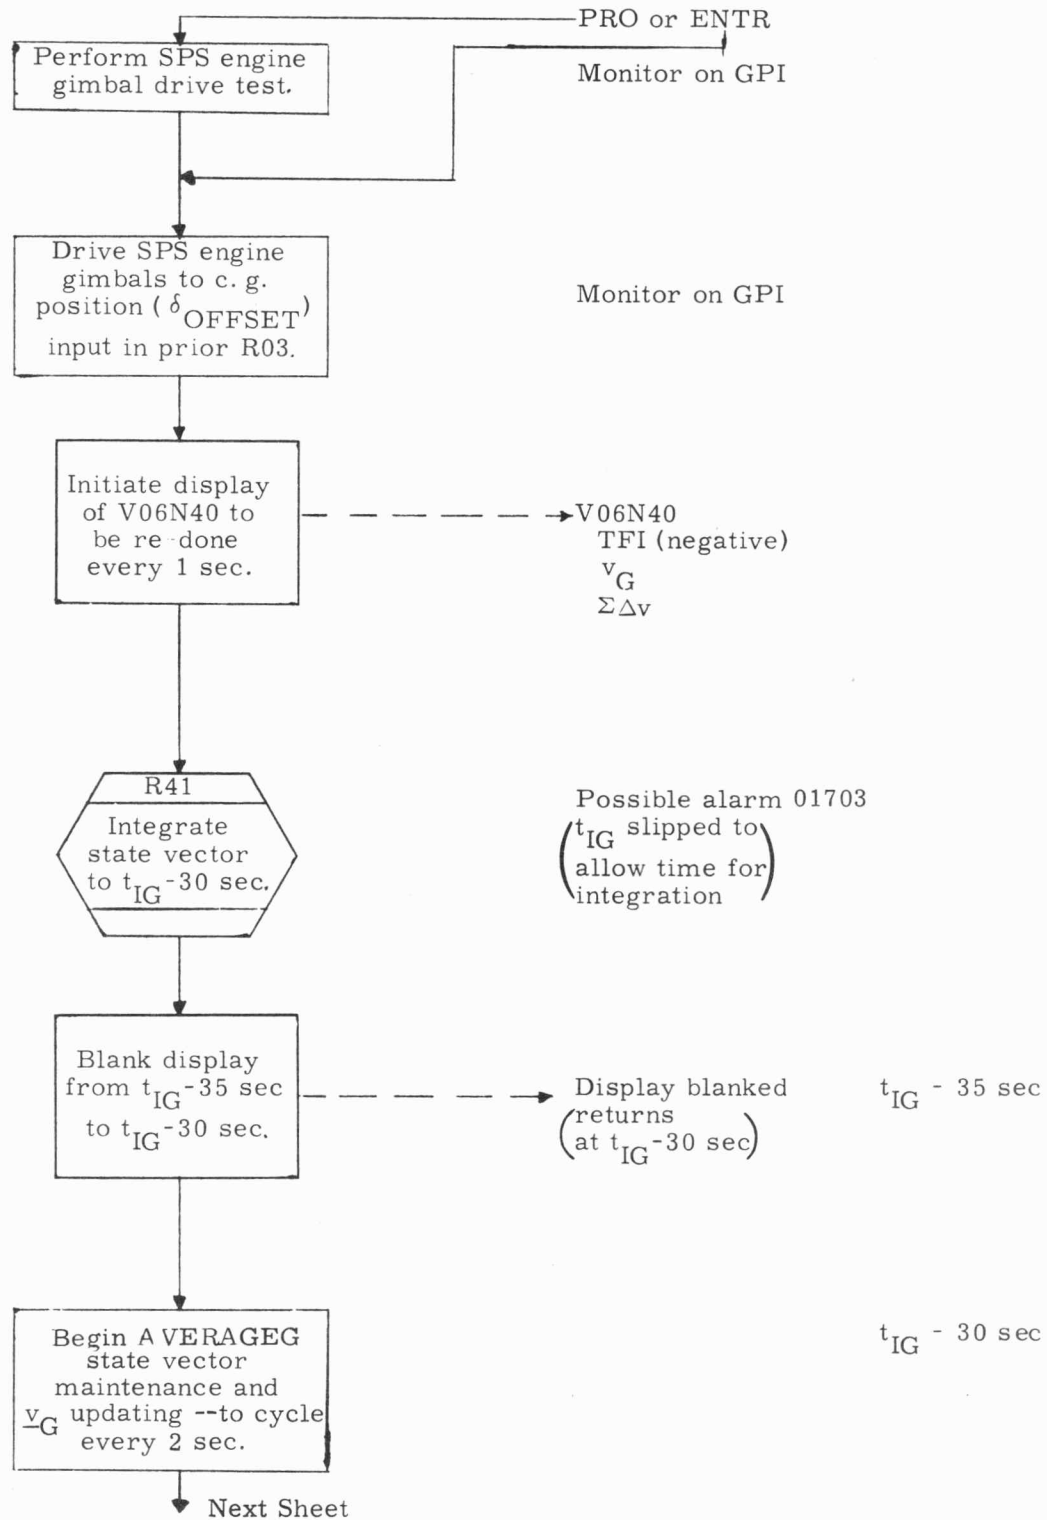 PRO or ENTR
Perform SPS engine
gimbal drive test.
Monitor on GPI
Drive SPS engine
gimbals to c. g.
position ( δOFFSET)
input in prior R03.
Monitor on GPI
Initiate display
of V06N40 to
be re-done
every 1 sec.
V06N40
TFI (negative)
vG
ΣΔv
R41
Integrate
state vector
to tIG-30 sec.
Possible alarm 01703
(tIG slipped to
allow time for
integration)
Blank display
from tIG-35 sec
to tIG-30 sec.
Display blanked
(returns
at tIG-30 sec)
tIG - 35 sec
Begin AVERAGEG
state vector
maintenance and
vG updating --to cycle
every 2 sec.
tIG - 30 sec
Next Sheet